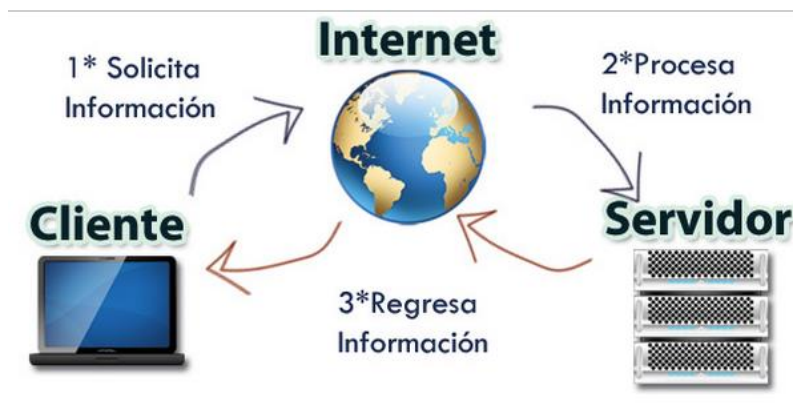 Internet
1* Solicita
Información
2*Procesa
Información
Cliente
Servidor
3*Regresa
Información